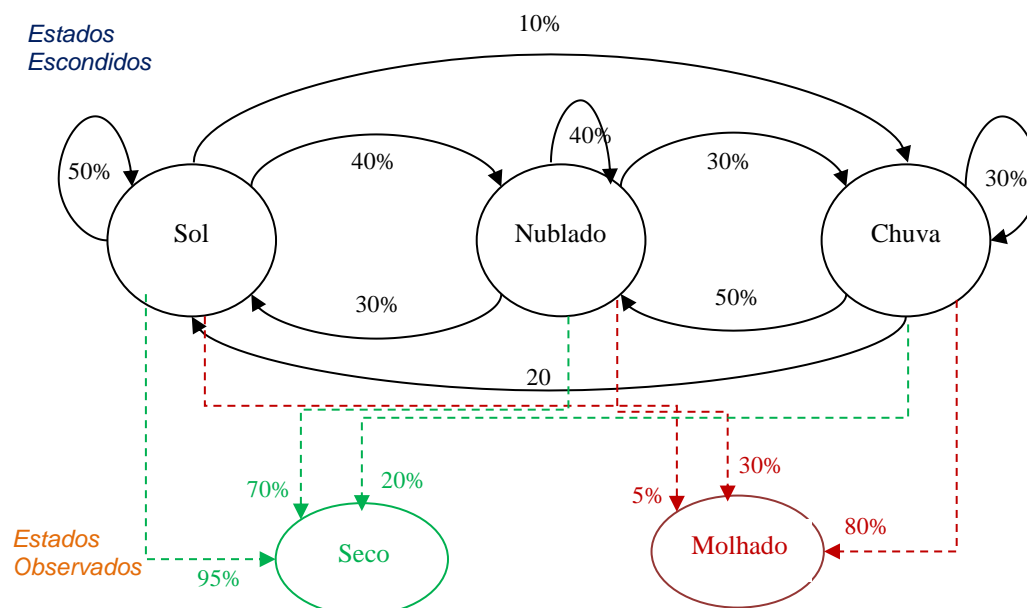 10%
Estados
Escondidos
50%
40%
40%
30%
30%
Sol
Nublado
Chuva
30%
50%
20
70%
20%
5%
30%
80%
Estados
Observados
Seco
Molhado
95%